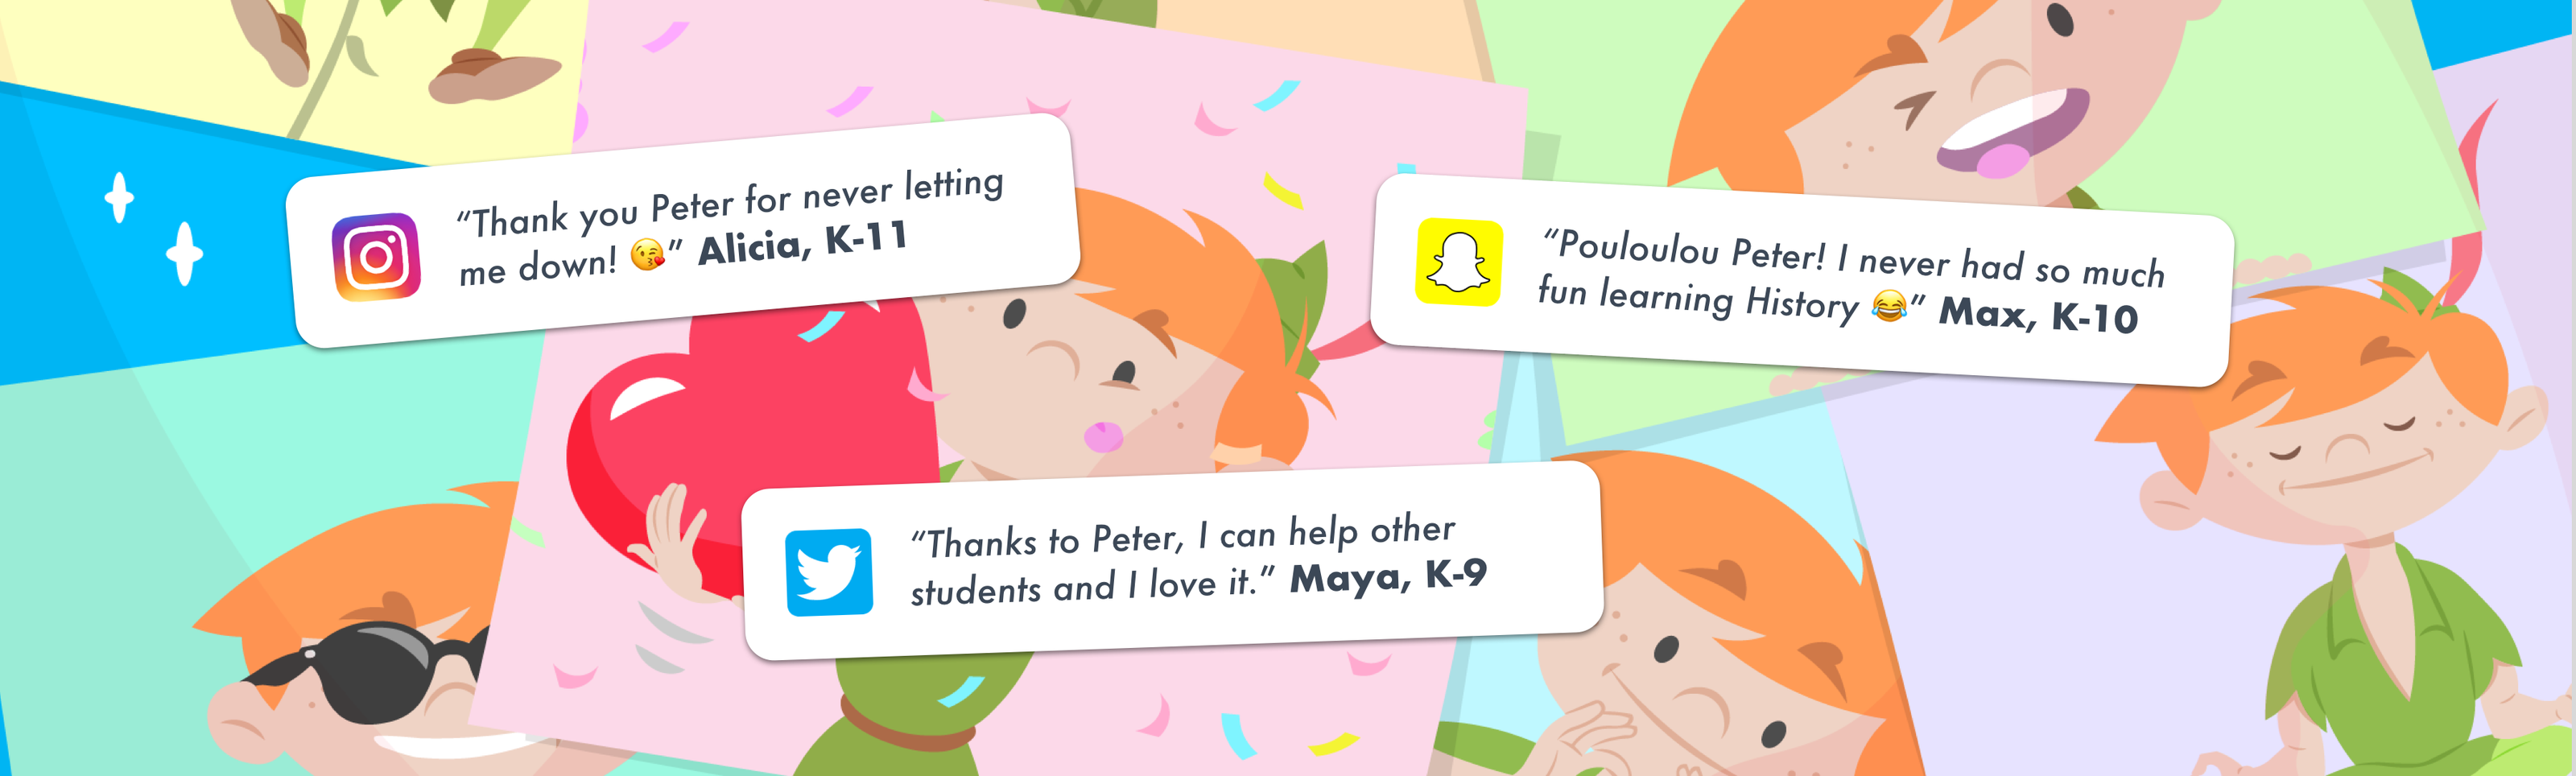 “Thank you Peter for never letting
me down! 😘” Alicia, K-11
“Pouloulou Peter! I never had so much
fun learning History 😂” Max, K-10
“Thanks to Peter, I can help other
students and I love it.” Maya, K-9